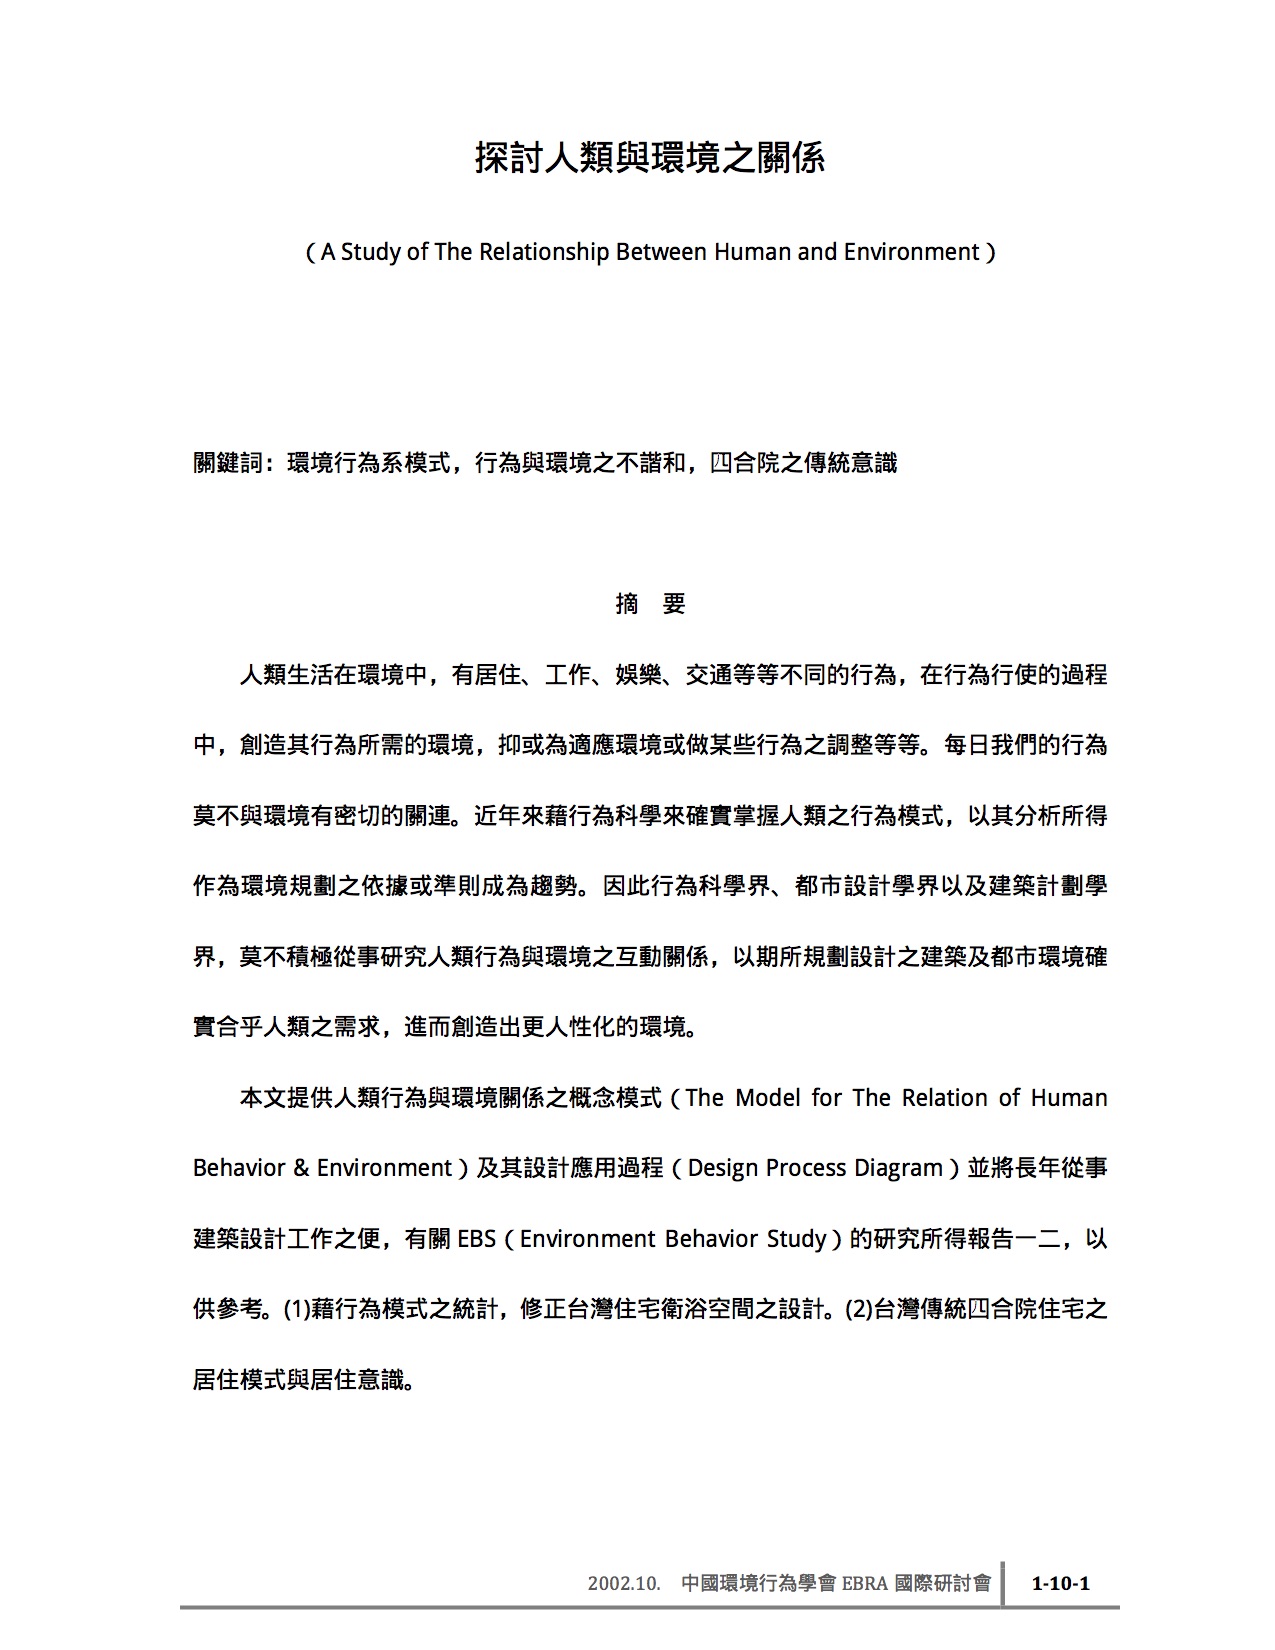 探討人類與環境之關係
（A Study of The Relationship Between Human and Environment）
關鍵詞：環境行為系模式，行為與環境之不諧和，四合院之傳統意識
摘　要
人類生活在環境中，有居住、工作、娛樂、交通等等不同的行為，在行為行使的過程
中，創造其行為所需的環境，抑或為適應環境或做某些行為之調整等等。每日我們的行為
莫不與環境有密切的關連。近年來藉行為科學來確實掌握人類之行為模式，以其分析所得
作為環境規劃之依據或準則成為趨勢。因此行為科學界、都市設計學界以及建築計劃學
界，莫不積極從事研究人類行為與環境之互動關係，以期所規劃設計之建築及都市環境確
實合乎人類之需求，進而創造出更人性化的環境。
本文提供人類行為與環境關係之概念模式（The Model for The Relation of Human
Behavior & Environment）及其設計應用過程（Design Process Diagram）並將長年從事
建築設計工作之便，有關 EBS（Environment Behavior Study）的研究所得報告一二，以
供參考。(1)藉行為模式之統計，修正台灣住宅衛浴空間之設計。(2)台灣傳統四合院住宅之
居住模式與居住意識。
2002.10.　中國環境行為學會 EBRA 國際研討會 1-10-1